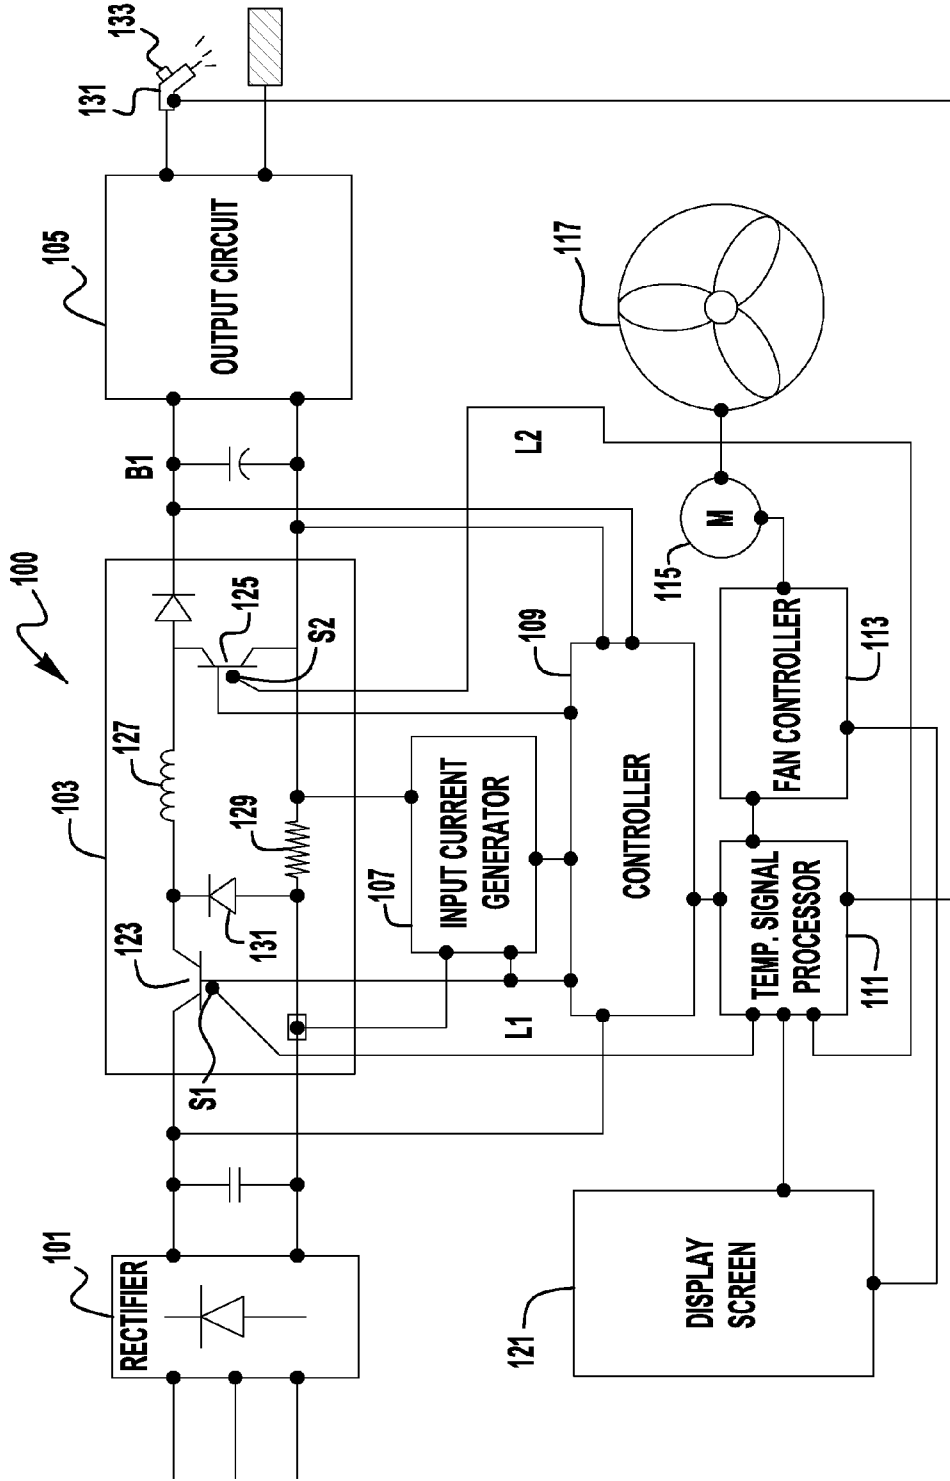 100
101
RECTIFIER
103
123
S1
131
127
129
125
S2
B1
105
OUTPUT CIRCUIT
131
133
107
INPUT CURRENT
GENERATOR
L1
L2
109
CONTROLLER
TEMP. SIGNAL
PROCESSOR
111
FAN CONTROLLER
113
115
M
117
121
DISPLAY
SCREEN